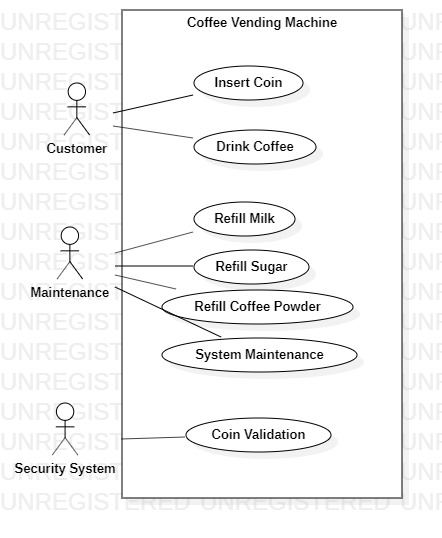 Coffee Vending Machine
Insert Coin
Drink Coffee
Customer
Refill Milk
Refill Sugar
Maintenance
Refill Coffee Powder
System Maintenance
Coin Validation
Security System
UNREGISTERED UNREGISTERED UNR